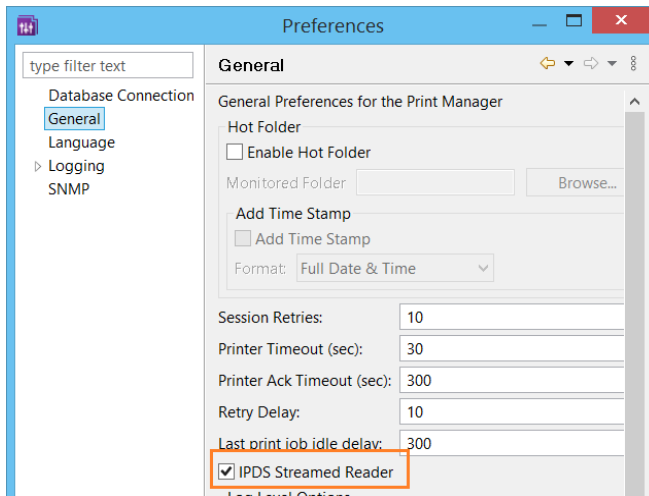 Preferences
type filter text
General
Database Connection
General
Language
Logging
SNMP
General Preferences for the Print Manager
Hot Folder
Enable Hot Folder
Monitored Folder
Browse...
Add Time Stamp
Add Time Stamp
Format: Full Date & Time
Session Retries: 10
Printer Timeout (sec): 30
Printer Ack Timeout (sec): 300
Retry Delay: 10
Last print job idle delay: 300
IPDS Streamed Reader
Log Level Options